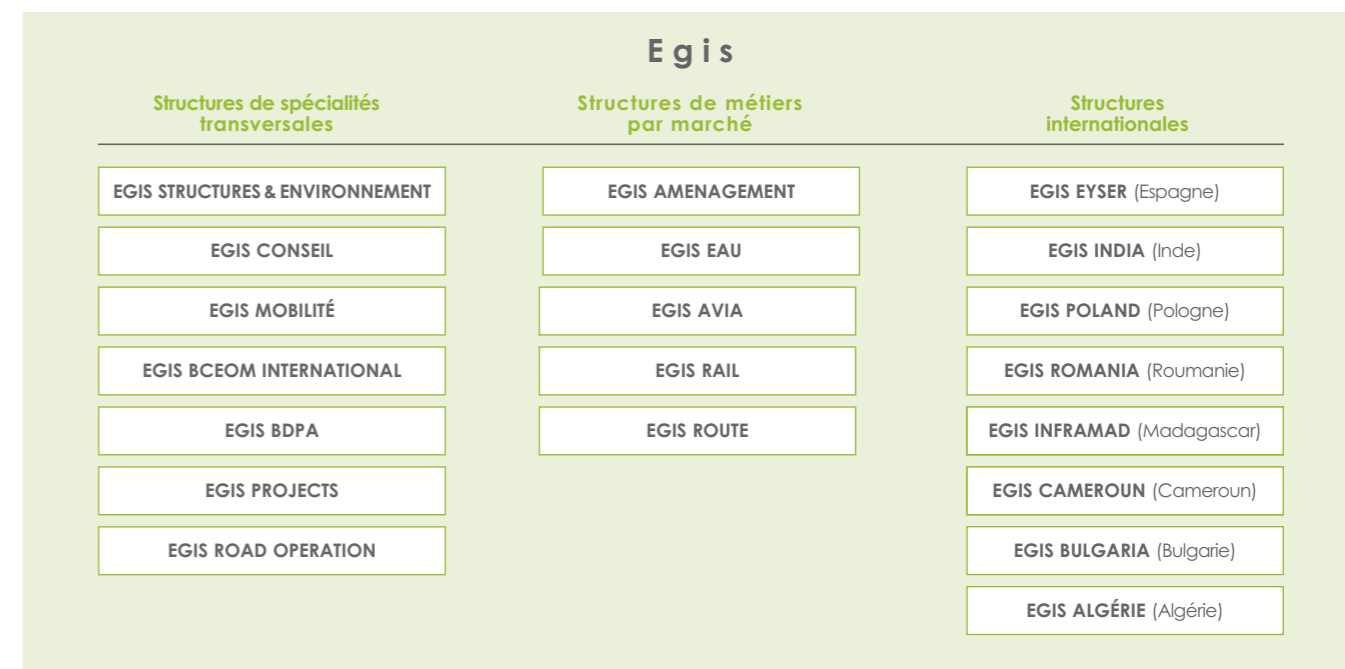 Egis
Structures de spécialités
transversales
EGIS STRUCTURES & ENVIRONNEMENT
EGIS CONSEIL
EGIS MOBILITÉ
EGIS BCEOM INTERNATIONAL
EGIS BDPA
EGIS PROJECTS
EGIS ROAD OPERATION
Structures de métiers
par marché
EGIS AMENAGEMENT
EGIS EAU
EGIS AVIA
EGIS RAIL
EGIS ROUTE
Structures
internationales
EGIS EYSER (Espagne)
EGIS INDIA (Inde)
EGIS POLAND (Pologne)
EGIS ROMANIA (Roumanie)
EGIS INFRAMAD (Madagascar)
EGIS CAMEROUN (Cameroun)
EGIS BULGARIA (Bulgarie)
EGIS ALGÉRIE (Algérie)